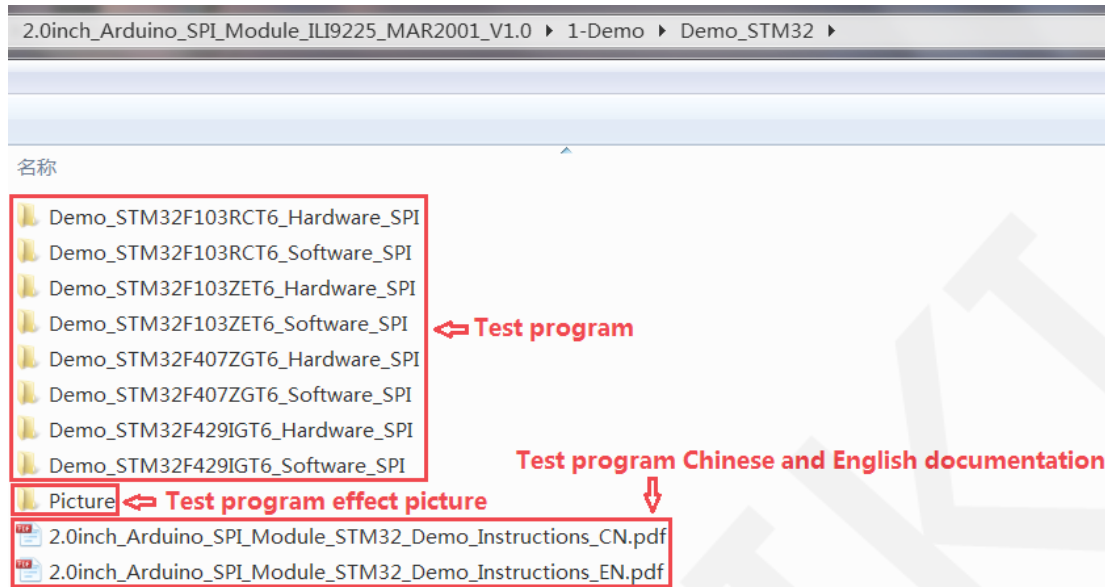 2.0inch_Arduino_SPI_Module_ILI9225_MAR2001_V1.0 ▸ 1-Demo ▸ Demo_STM32 ▸
名称
Demo_STM32F103RCT6_Hardware_SPI
Demo_STM32F103RCT6_Software_SPI
Demo_STM32F103ZET6_Hardware_SPI
Demo_STM32F103ZET6_Software_SPI
Test program
Demo_STM32F407ZGT6_Hardware_SPI
Demo_STM32F407ZGT6_Software_SPI
Demo_STM32F429IGT6_Hardware_SPI
Demo_STM32F429IGT6_Software_SPI
Test program Chinese and English documentation
Picture
Test program effect picture
2.0inch_Arduino_SPI_Module_STM32_Demo_Instructions_CN.pdf
2.0inch_Arduino_SPI_Module_STM32_Demo_Instructions_EN.pdf